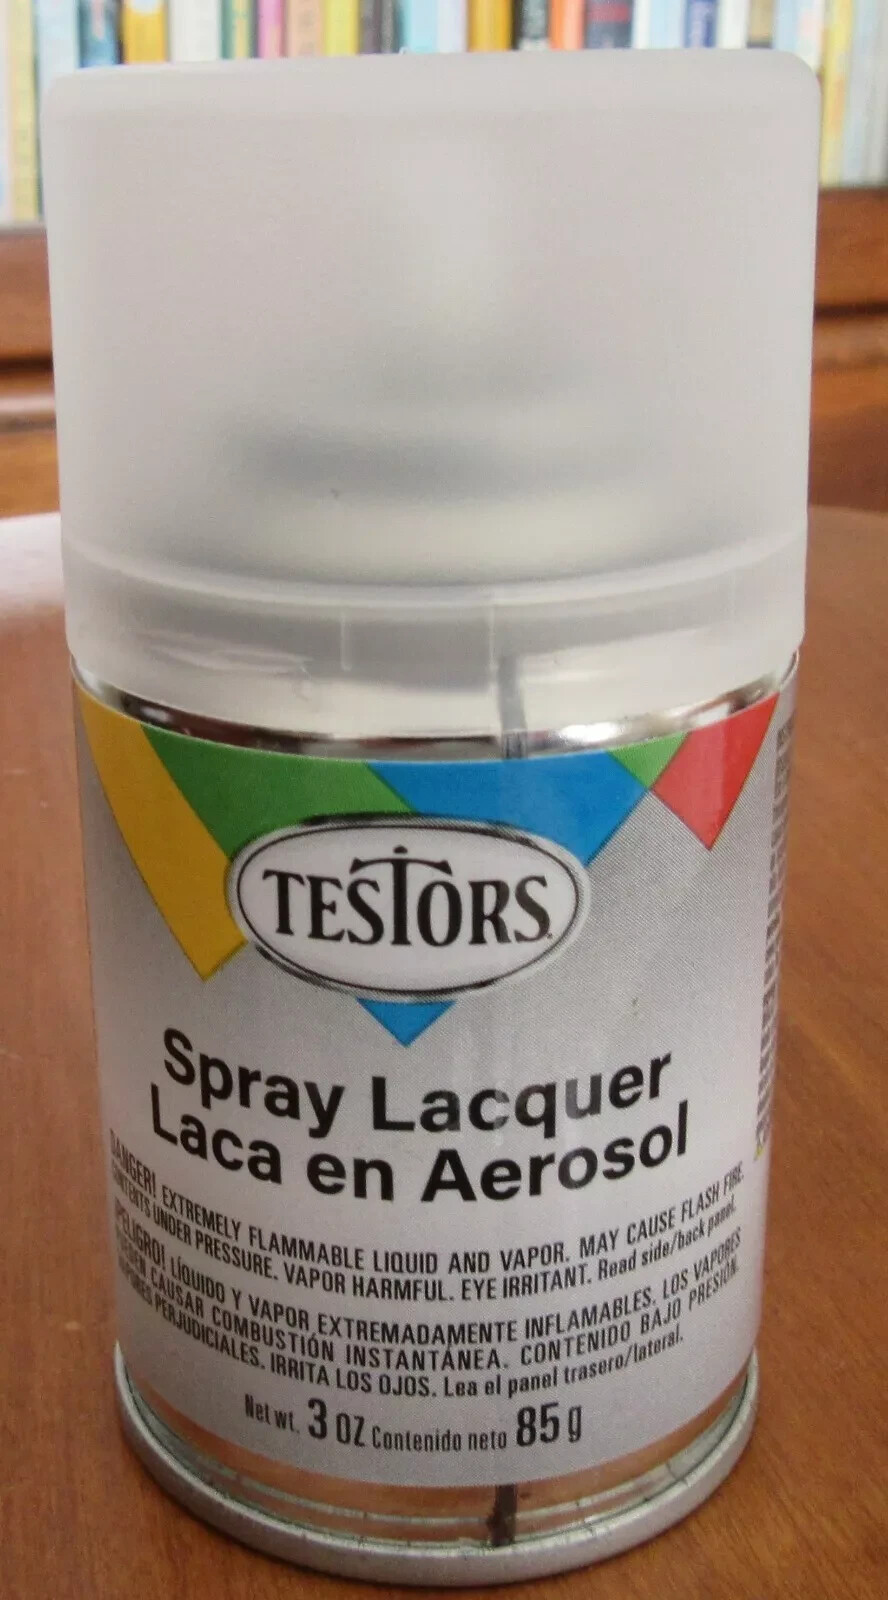 TESTORS
Spray Lacquer
Laca en Aerosol
DANGER! EXTREMELY FLAMMABLE LIQUID AND VAPOR. MAY CAUSE FLASH FIRE.
CONTENTS UNDER PRESSURE. VAPOR HARMFUL. EYE IRRITANT. Read side/back panel.
¡PELIGRO! LÍQUIDO Y VAPOR EXTREMADAMENTE INFLAMABLES. LOS VAPORES
PUEDEN CAUSAR COMBUSTIÓN INSTANTÁNEA. CONTENIDO BAJO PRESIÓN.
VAPORES PERJUDICIALES. IRRITA LOS OJOS. Lea el panel trasero/lateral.
Net wt. 3 OZ Contenido neto 85 g